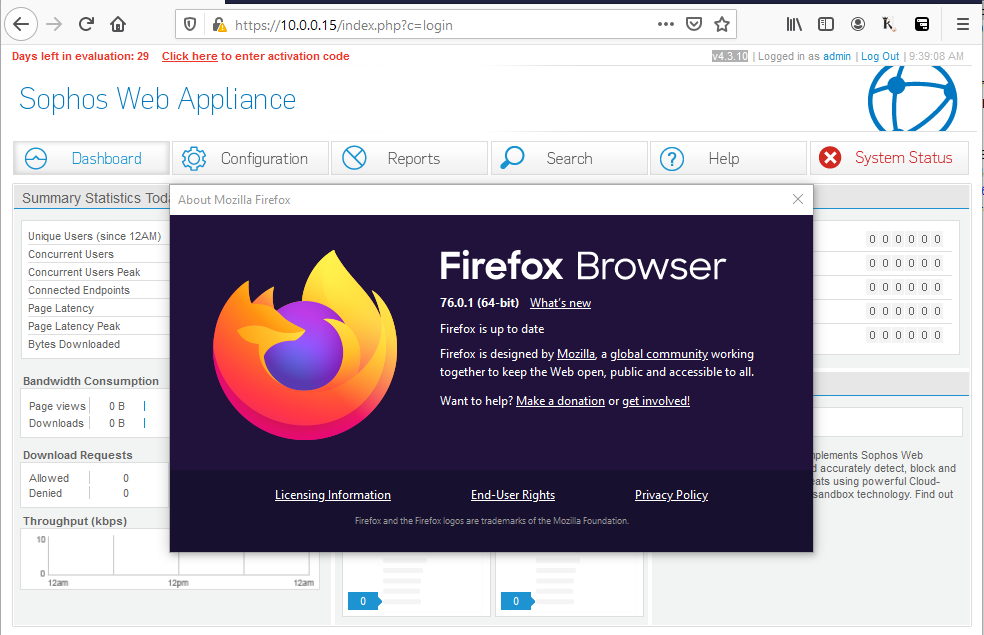 https://10.0.0.15/index.php?c=login
Days left in evaluation: 29 Click here to enter activation code
v4.3.10 | Logged in as admin | Log Out | 9:39:08 AM
Sophos Web Appliance
Dashboard
Configuration
Reports
Search
Help
System Status
Summary Statistics
About Mozilla Firefox
Unique Users (since 12AM)
Concurrent Users
Concurrent Users Peak
Connected Endpoints
Page Latency
Page Latency Peak
Bytes Downloaded
0 0 0 0 0 0
0 0 0 0 0 0
0 0 0 0 0 0
0 0 0 0 0 0
0 0 0 0 0 0
Firefox Browser
76.0.1 (64-bit) What's new
Firefox is up to date
Firefox is designed by Mozilla, a global community working
together to keep the Web open, public and accessible to all.
Want to help? Make a donation or get involved!
Licensing Information
End-User Rights
Privacy Policy
Firefox and the Firefox logos are trademarks of the Mozilla Foundation.
Bandwidth Consumption
Page views 0 B
Downloads 0 B
Download Requests
Allowed 0
Denied 0
Throughput (kbps)
10
0
12am 12pm 12am
0
0
Sophos Web
accurately detect, block and
using powerful Cloud-
sandbox technology. Find out